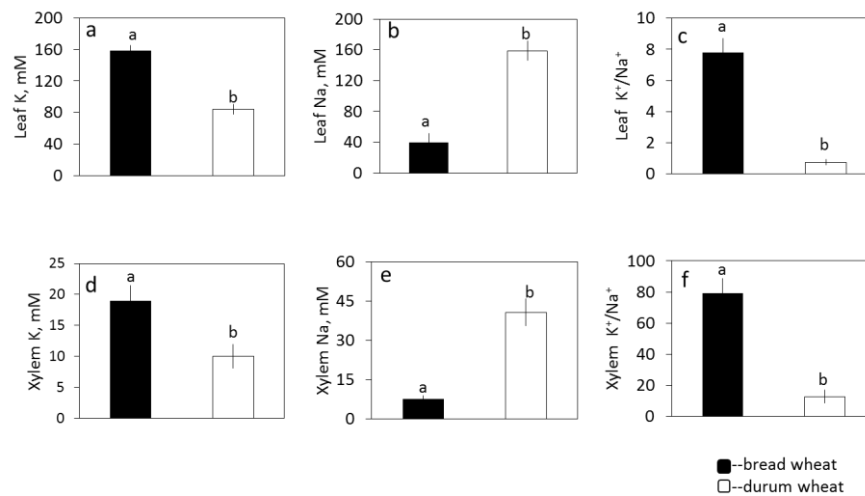 a
Leaf K, mM
200
160
120
80
40
0
a
b
b
Leaf Na, mM
200
160
120
80
40
0
a
b
c
Leaf K⁺/Na⁺
10
8
6
4
2
0
a
b
d
Xylem K, mM
25
20
15
10
5
0
a
b
e
Xylem Na, mM
60
45
30
15
0
a
b
f
Xylem K⁺/Na⁺
100
80
60
40
20
0
a
b
--bread wheat
--durum wheat